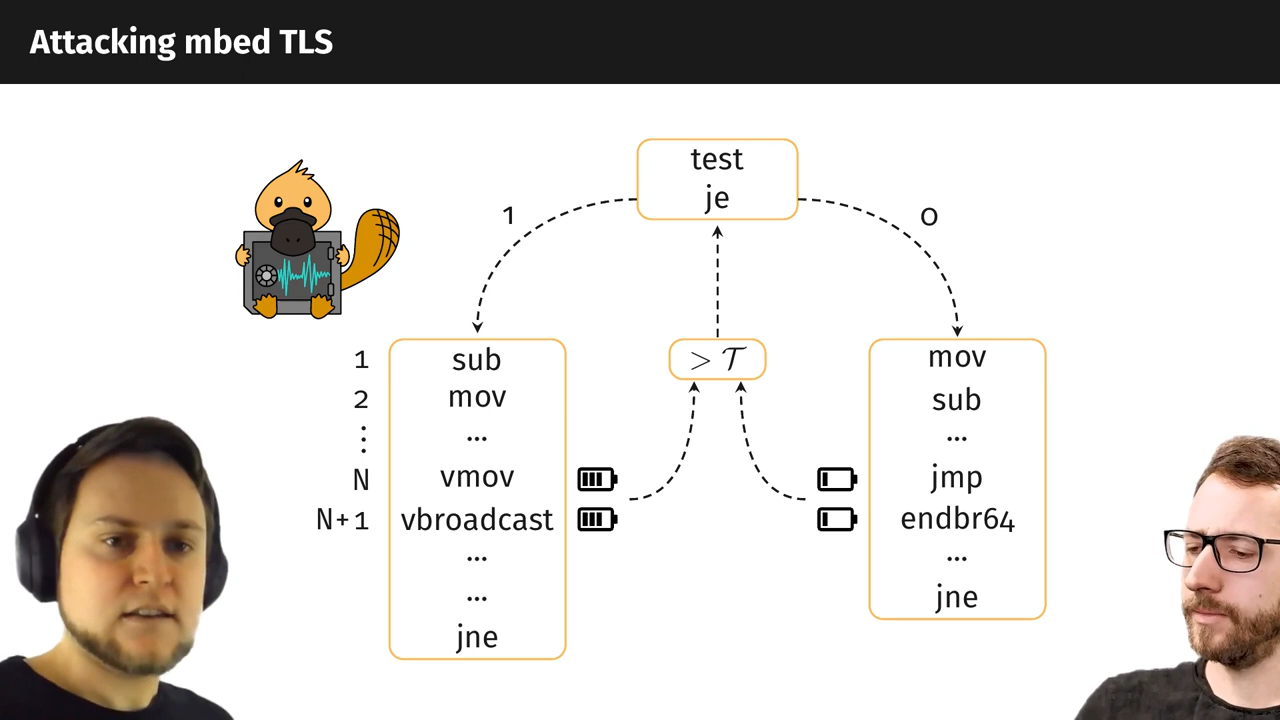 Attacking mbed TLS
test
je
1
0
> T
1
2
⋮
N
N+1
sub
mov
...
vmov
vbroadcast
...
...
jne
mov
sub
...
jmp
endbr64
...
jne